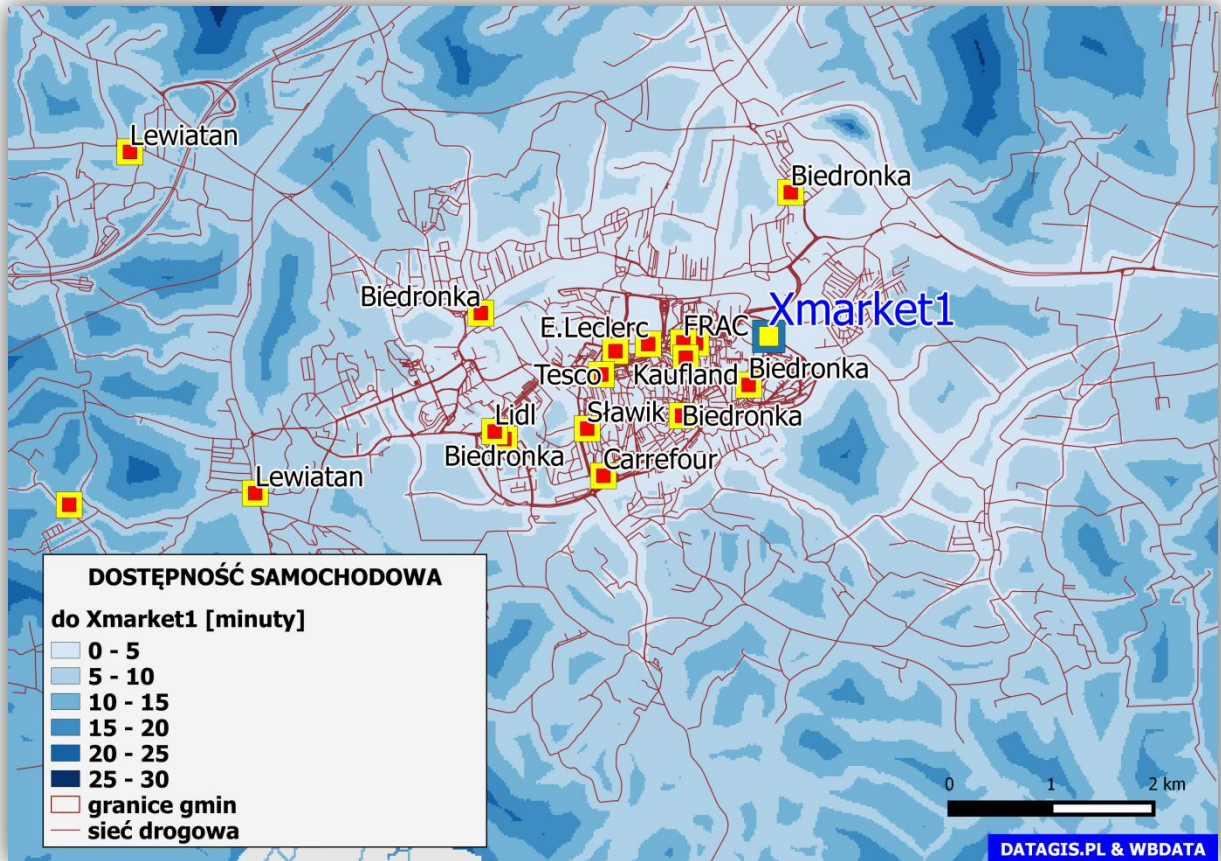 Lewiatan
Biedronka
Biedronka
Xmarket1
E.Leclerc
FRAC
Tesco
Kaufland
Biedronka
Lidl
Sławik
Biedronka
Biedronka
Carrefour
Lewiatan
DOSTĘPNOŚĆ SAMOCHODOWA
do Xmarket1 [minuty]
0 - 5
5 - 10
10 - 15
15 - 20
20 - 25
25 - 30
granice gmin
sieć drogowa
0 1 2 km
DATAGIS.PL & WBDATA